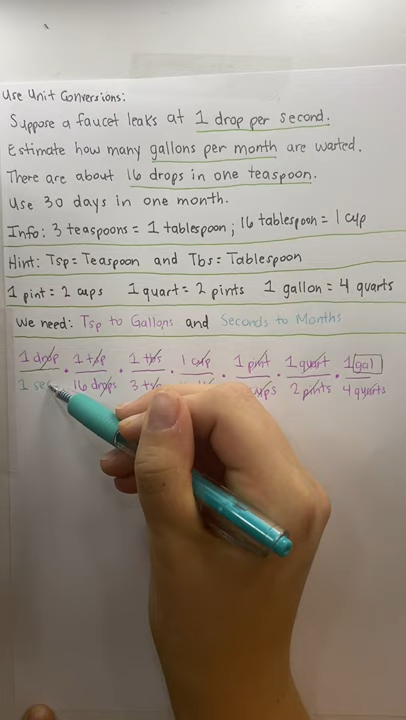 Use Unit Conversions:
Suppose a faucet leaks at 1 drop per second.
Estimate how many gallons per month are wasted.
There are about 16 drops in one teaspoon.
Use 30 days in one month.
Info: 3 teaspoons = 1 tablespoon ; 16 tablespoon = 1 cup
Hint: Tsp = Teaspoon and Tbs = Tablespoon
1 pint = 2 cups 1 quart = 2 pints 1 gallon = 4 quarts
We need: Tsp to Gallons and Seconds to Months
1 drop · 1 tsp · 1 tbs · 1 cup · 1 pint · 1 quart · 1 gal
1 sec 16 drops 3 tsp cups 2 pints 4 quarts